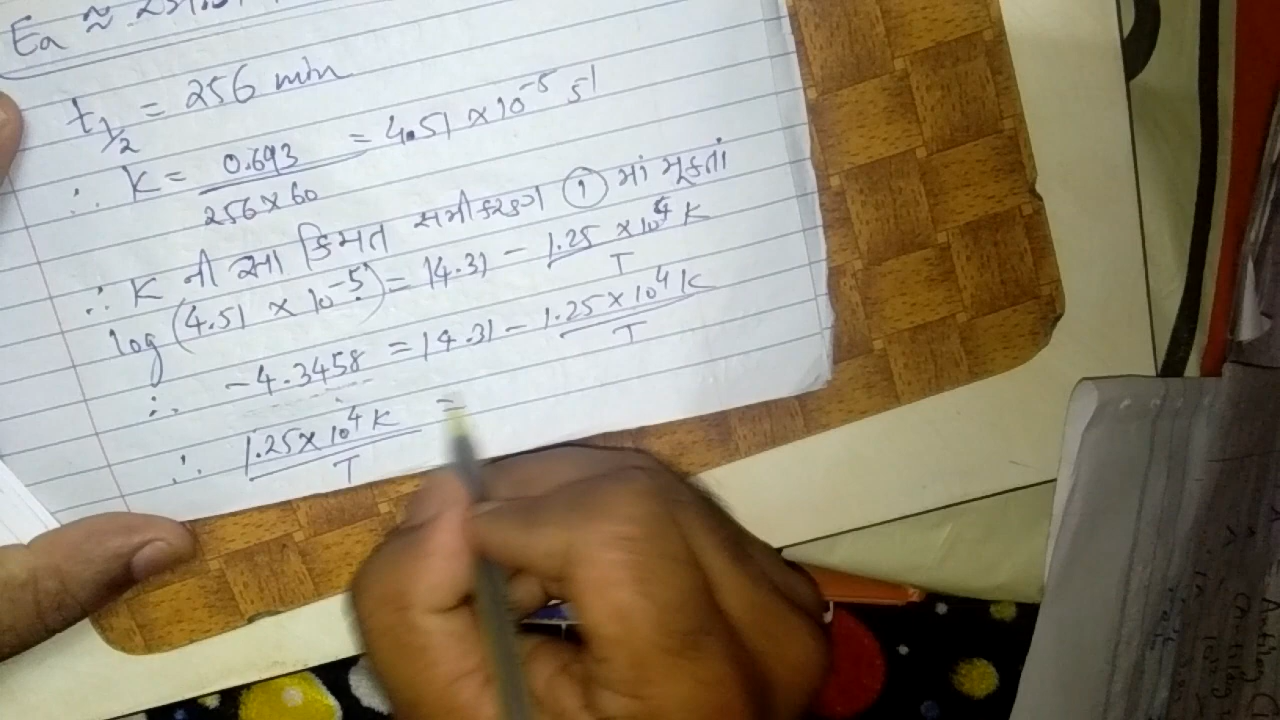 Ea ≈
t½ = 256 min
∴ K = 0.693 / 256 × 60 = 4.51 × 10⁻⁵ s⁻¹
∴ K ની આ કિંમત સમીકરણ ① માં મૂકતાં
log (4.51 × 10⁻⁵) = 14.31 − 1.25 × 10⁴ K / T
∴ −4.3458 = 14.31 − 1.25 × 10⁴ K / T
∴ 1.25 × 10⁴ K / T =